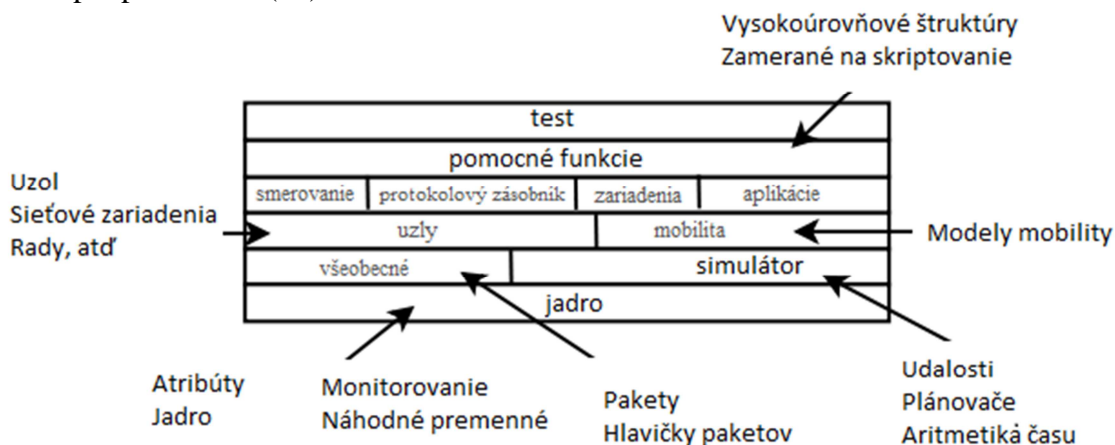 Vysokoúrovňové štruktúry
Zamerané na skriptovanie
test
pomocné funkcie
smerovanie
protokolový zásobník
zariadenia
aplikácie
Uzol
Sieťové zariadenia
Rady, atď
uzly
mobilita
Modely mobility
všeobecné
simulátor
jadro
Atribúty
Jadro
Monitorovanie
Náhodné premenné
Pakety
Hlavičky paketov
Udalosti
Plánovače
Aritmetiká času